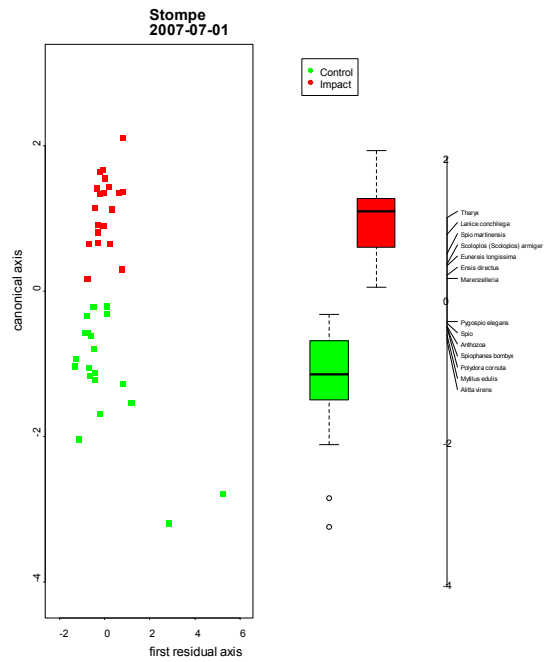 Stompe
2007-07-01
Control
Impact
canonical axis
2
0
-2
-4
-2
0
2
4
6
first residual axis
2
0
-2
-4
Tharyx
Lanice conchilega
Spio martinensis
Scoloplos (Scoloplos) armiger
Eunereis longissima
Ensis directus
Marenzelleria
Pygospio elegans
Spio
Anthozoa
Spiophanes bombyx
Polydora cornuta
Mytilus edulis
Alitta virens